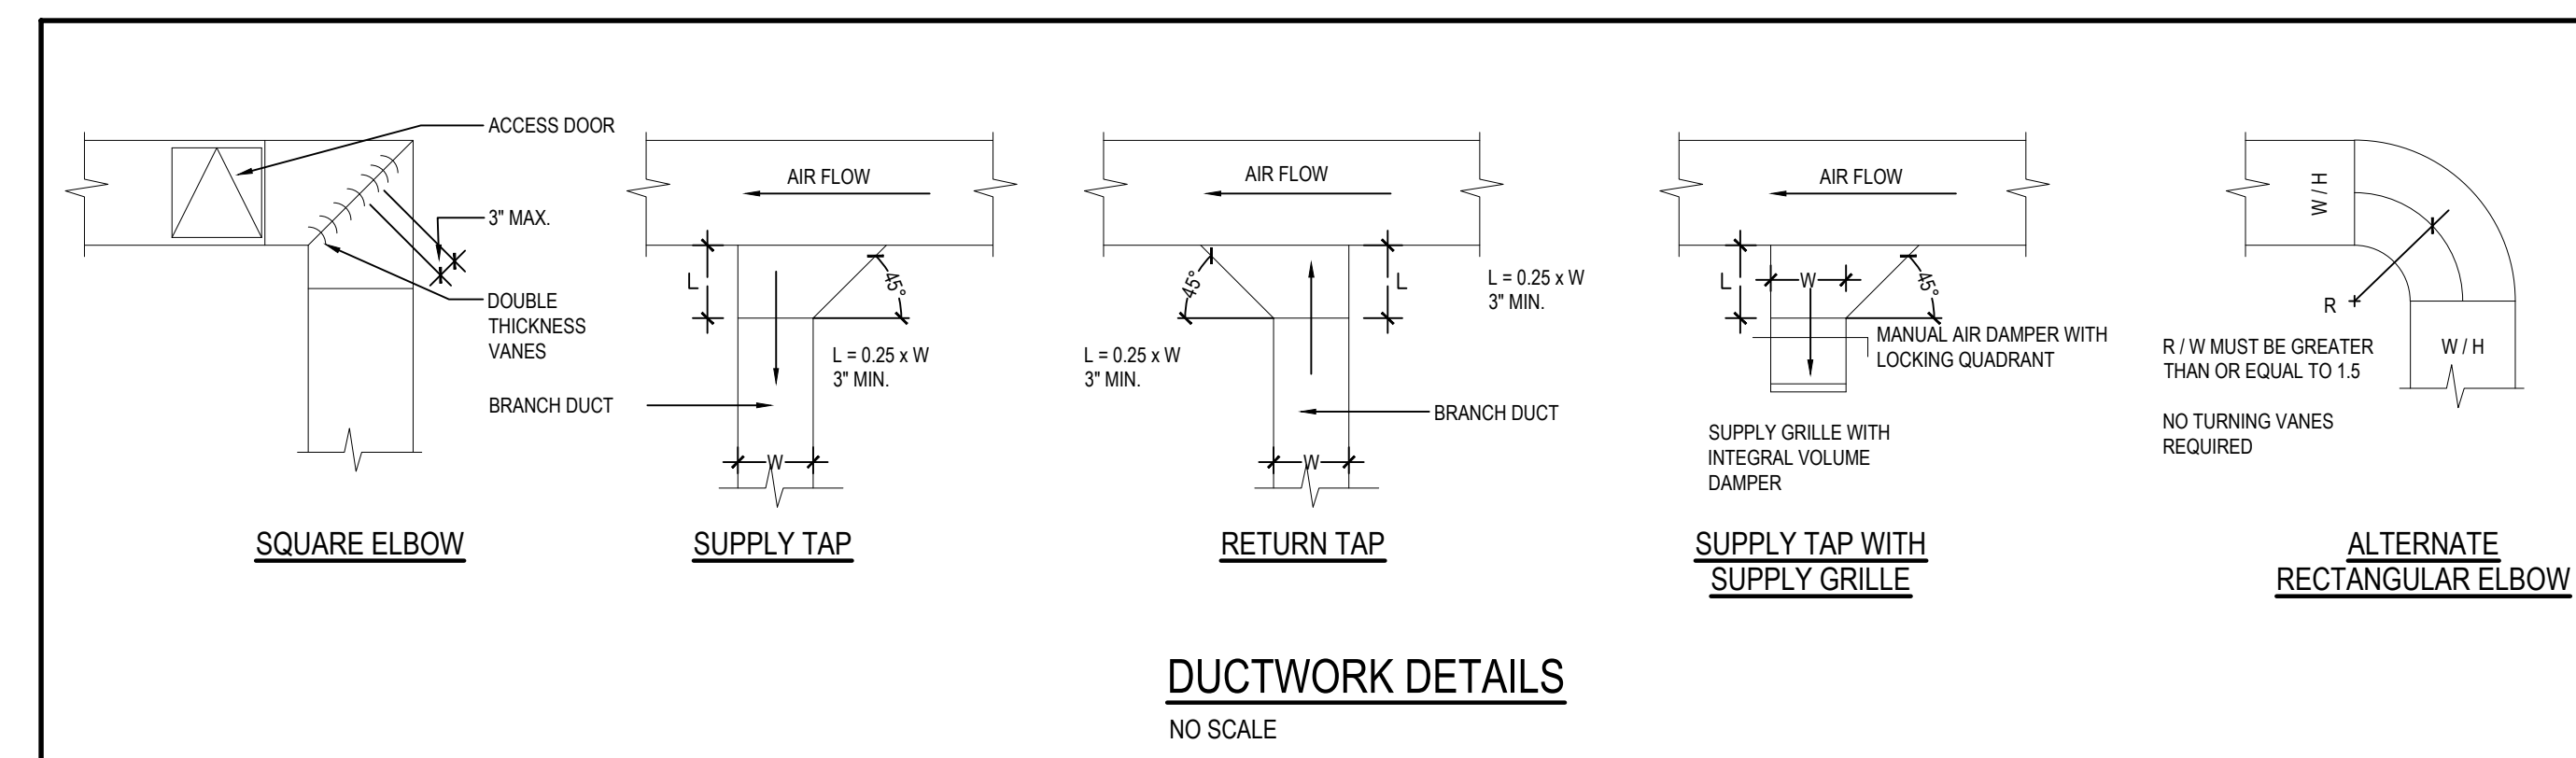 ACCESS DOOR
3" MAX.
DOUBLE
THICKNESS
VANES
SQUARE ELBOW
AIR FLOW
L
45°
L = 0.25 x W
3" MIN.
BRANCH DUCT
W
SUPPLY TAP
AIR FLOW
45°
L
L = 0.25 x W
3" MIN.
L = 0.25 x W
3" MIN.
BRANCH DUCT
W
RETURN TAP
AIR FLOW
L
W
45°
MANUAL AIR DAMPER WITH
LOCKING QUADRANT
SUPPLY GRILLE WITH
INTEGRAL VOLUME
DAMPER
SUPPLY TAP WITH
SUPPLY GRILLE
W / H
R
R / W MUST BE GREATER
THAN OR EQUAL TO 1.5
W / H
NO TURNING VANES
REQUIRED
ALTERNATE
RECTANGULAR ELBOW
DUCTWORK DETAILS
NO SCALE